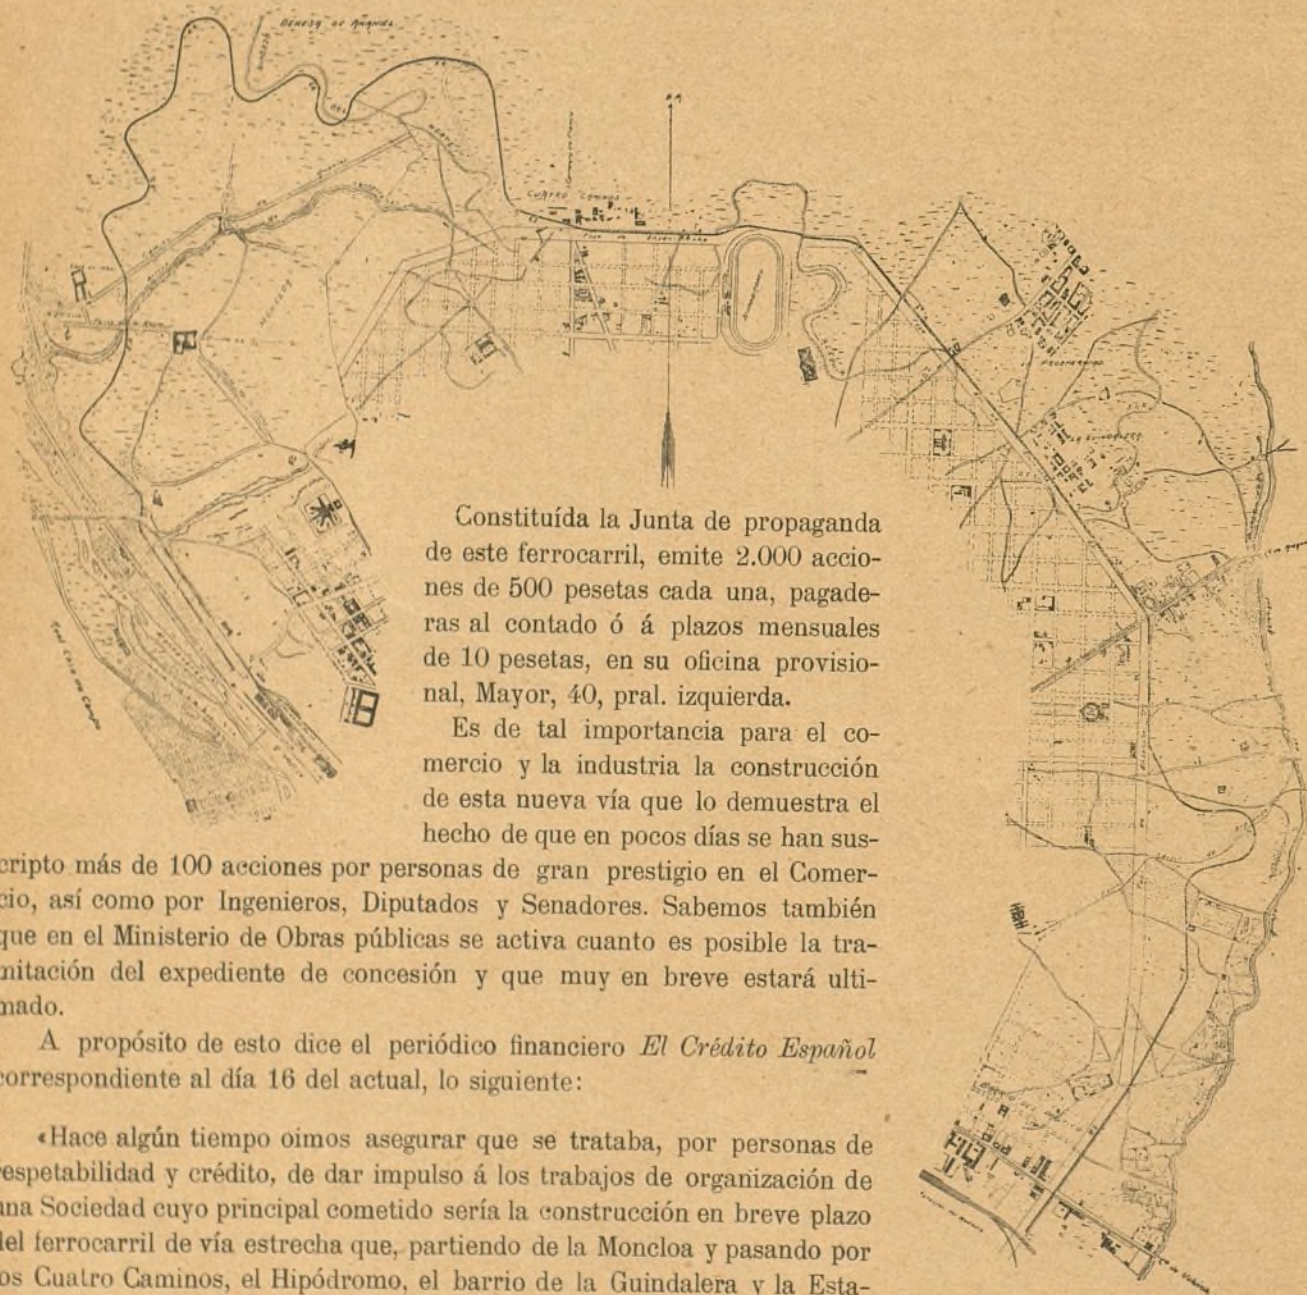 DEHESA DE AMANIEL
CUATRO CAMINOS
Real Casa de Campo
Constituída la Junta de propaganda
de este ferrocarril, emite 2.000 accio-
nes de 500 pesetas cada una, pagade-
ras al contado ó á plazos mensuales
de 10 pesetas, en su oficina provisio-
nal, Mayor, 40, pral. izquierda.
Es de tal importancia para el co-
mercio y la industria la construcción
de esta nueva vía que lo demuestra el
hecho de que en pocos días se han sus-
cripto más de 100 acciones por personas de gran prestigio en el Comer-
cio, así como por Ingenieros, Diputados y Senadores. Sabemos también
que en el Ministerio de Obras públicas se activa cuanto es posible la tra-
mitación del expediente de concesión y que muy en breve estará ulti-
mado.
A propósito de esto dice el periódico financiero El Crédito Español
correspondiente al día 16 del actual, lo siguiente:
«Hace algún tiempo oimos asegurar que se trataba, por personas de
respetabilidad y crédito, de dar impulso á los trabajos de organización de
una Sociedad cuyo principal cometido sería la construcción en breve plazo
del ferrocarril de vía estrecha que, partiendo de la Moncloa y pasando por
los Cuatro Caminos, el Hipódromo, el barrio de la Guindalera y la Esta-